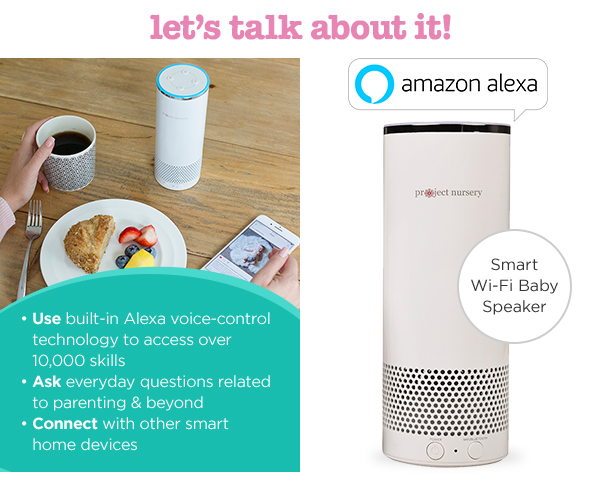 let's talk about it!
amazon alexa
project nursery
Smart
Wi-Fi Baby
Speaker
• Use built-in Alexa voice-control
technology to access over
10,000 skills
• Ask everyday questions related
to parenting & beyond
• Connect with other smart
home devices
POWER